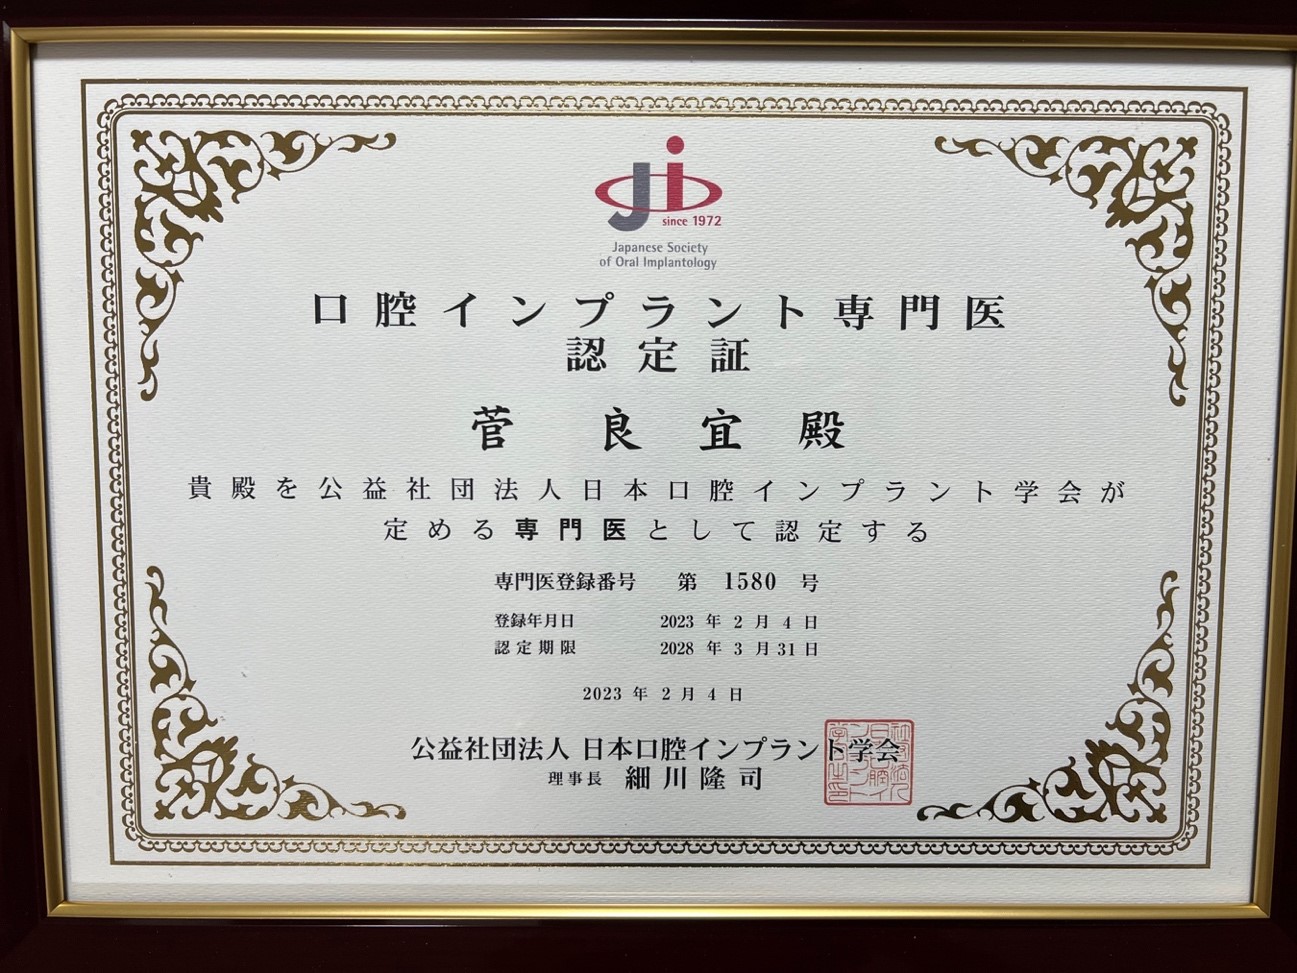 Ji
since 1972
Japanese Society
of Oral Implantology
口腔インプラント専門医
認定証
菅 良宜殿
貴殿を公益社団法人日本口腔インプラント学会が
定める専門医として認定する
専門医登録番号 第 1580 号
登録年月日 2023 年 2 月 4 日
認定期限 2028 年 3 月 31 日
2023 年 2 月 4 日
公益社団法人 日本口腔インプラント学会
理事長 細川隆司